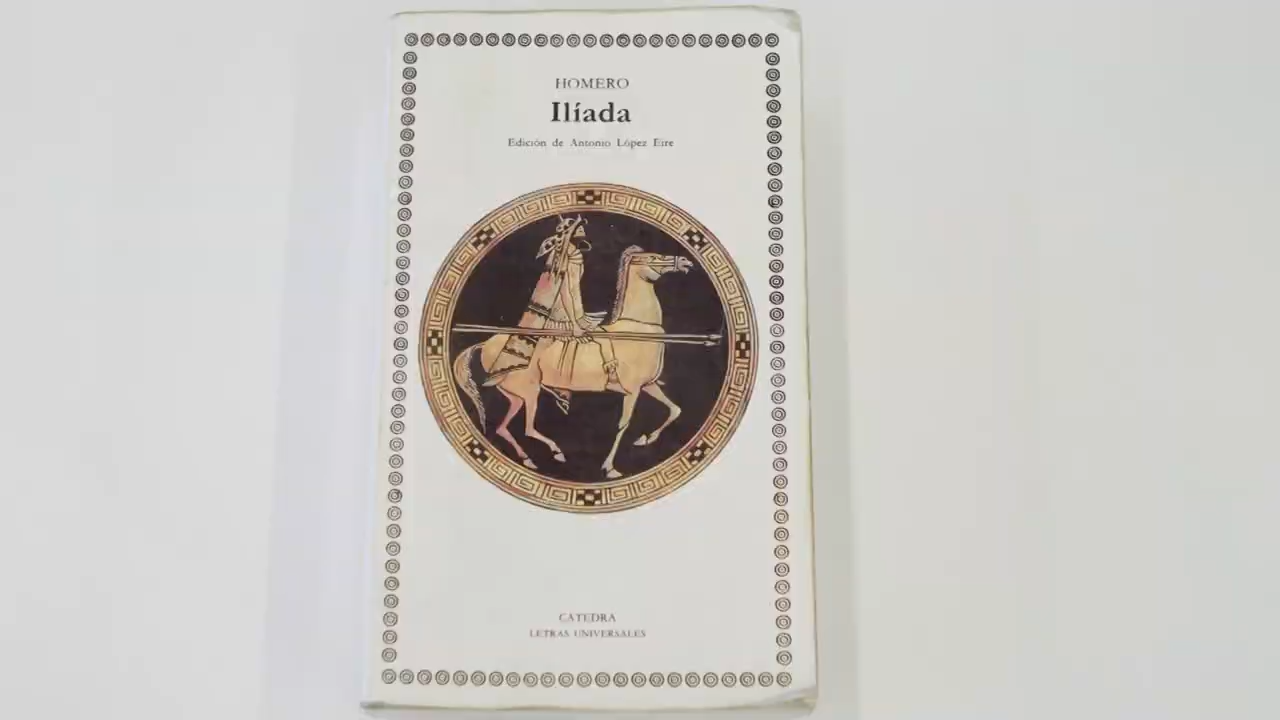 HOMERO
Ilíada
Edición de Antonio López Eire
CATEDRA
LETRAS UNIVERSALES